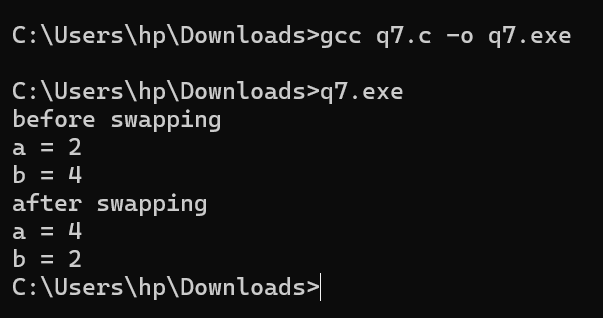 C:\Users\hp\Downloads>gcc q7.c -o q7.exe
C:\Users\hp\Downloads>q7.exe
before swapping
a = 2
b = 4
after swapping
a = 4
b = 2
C:\Users\hp\Downloads>